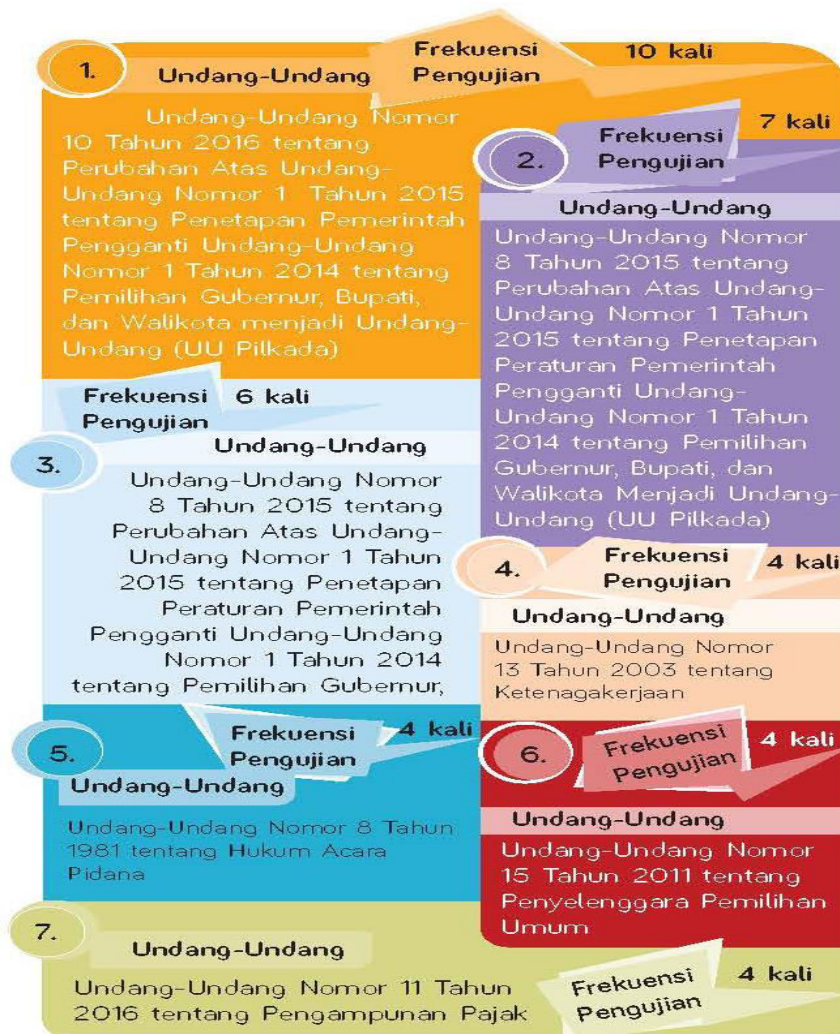 1.
Undang-Undang
Frekuensi
Pengujian
10 kali
Undang-Undang Nomor
10 Tahun 2016 tentang
Perubahan Atas Undang-
Undang Nomor 1 Tahun 2015
tentang Penetapan Pemerintah
Pengganti Undang-Undang
Nomor 1 Tahun 2014 tentang
Pemilihan Gubernur, Bupati,
dan Walikota menjadi Undang-
Undang (UU Pilkada)
2.
Frekuensi
Pengujian
7 kali
Undang-Undang
Undang-Undang Nomor
8 Tahun 2015 tentang
Perubahan Atas Undang-
Undang Nomor 1 Tahun
2015 tentang Penetapan
Peraturan Pemerintah
Pengganti Undang-
Undang Nomor 1 Tahun
2014 tentang Pemilihan
Gubernur, Bupati, dan
Walikota Menjadi Undang-
Undang (UU Pilkada)
Frekuensi
Pengujian
6 kali
3.
Undang-Undang
Undang-Undang Nomor
8 Tahun 2015 tentang
Perubahan Atas Undang-
Undang Nomor 1 Tahun
2015 tentang Penetapan
Peraturan Pemerintah
Pengganti Undang-Undang
Nomor 1 Tahun 2014
tentang Pemilihan Gubernur,
4.
Frekuensi
Pengujian
4 kali
Undang-Undang
Undang-Undang Nomor
13 Tahun 2003 tentang
Ketenagakerjaan
5.
Frekuensi
Pengujian
4 kali
Undang-Undang
Undang-Undang Nomor 8 Tahun
1981 tentang Hukum Acara
Pidana
6.
Frekuensi
Pengujian
4 kali
Undang-Undang
Undang-Undang Nomor
15 Tahun 2011 tentang
Penyelenggara Pemilihan
Umum
7.
Undang-Undang
Undang-Undang Nomor 11 Tahun
2016 tentang Pengampunan Pajak
Frekuensi
Pengujian
4 kali